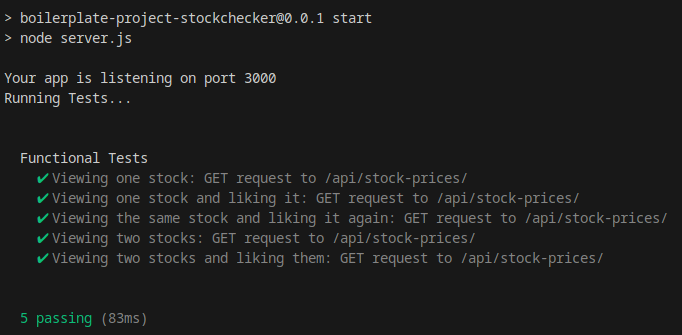 > boilerplate-project-stockchecker@0.0.1 start
> node server.js
Your app is listening on port 3000
Running Tests...
Functional Tests
✔ Viewing one stock: GET request to /api/stock-prices/
✔ Viewing one stock and liking it: GET request to /api/stock-prices/
✔ Viewing the same stock and liking it again: GET request to /api/stock-prices/
✔ Viewing two stocks: GET request to /api/stock-prices/
✔ Viewing two stocks and liking them: GET request to /api/stock-prices/
5 passing (83ms)